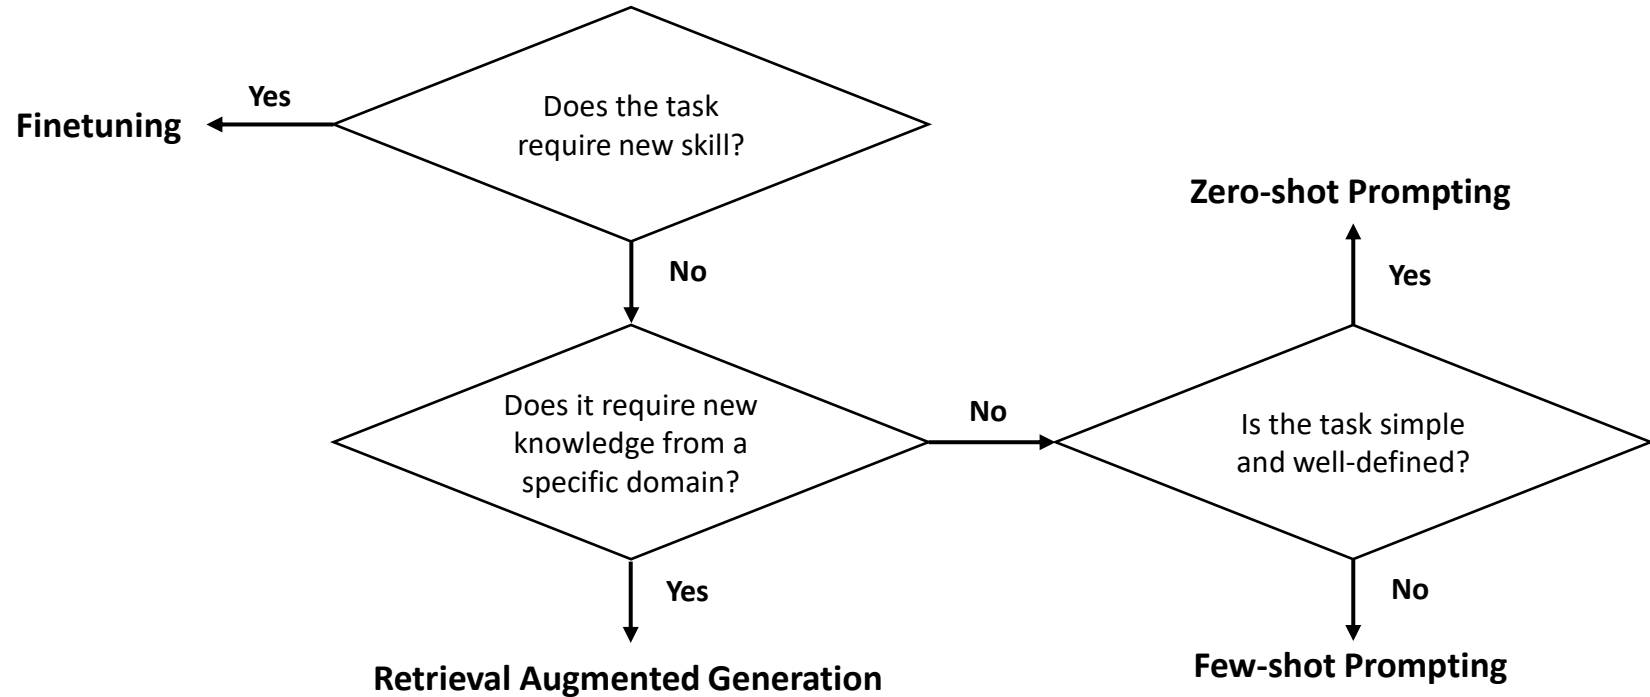 Does the task
require new skill?
Yes
Finetuning
No
Does it require new
knowledge from a
specific domain?
Yes
Retrieval Augmented Generation
No
Is the task simple
and well-defined?
Yes
Zero-shot Prompting
No
Few-shot Prompting